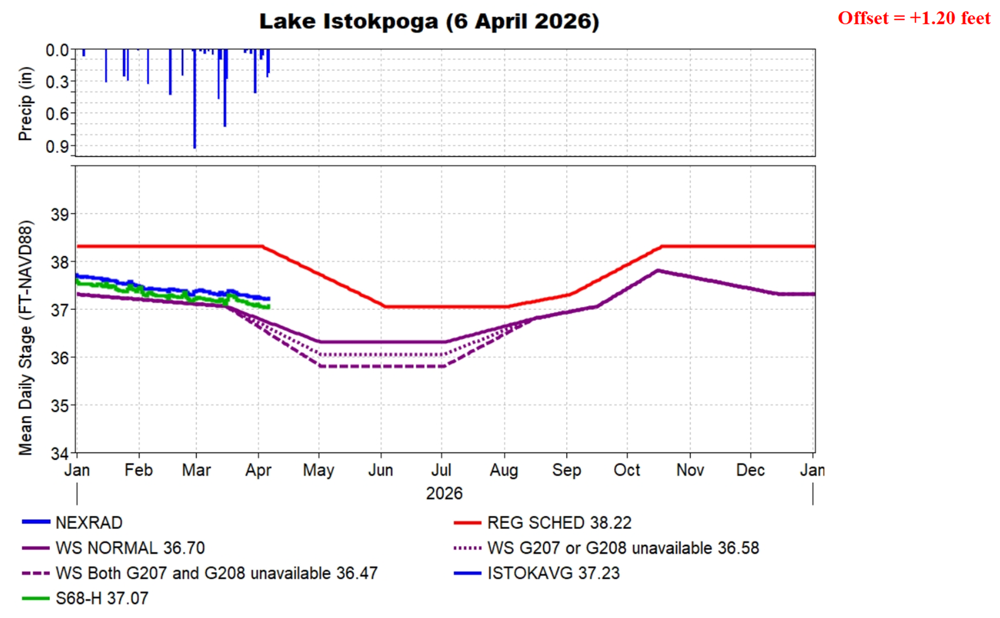 Lake Istokpoga (6 April 2026)
Offset = +1.20 feet
Precip (in)
0.0
0.3
0.6
0.9
Mean Daily Stage (FT-NAVD88)
39
38
37
36
35
34
Jan Feb Mar Apr May Jun Jul Aug Sep Oct Nov Dec Jan
2026
NEXRAD
REG SCHED 38.22
WS NORMAL 36.70
WS G207 or G208 unavailable 36.58
WS Both G207 and G208 unavailable 36.47
ISTOKAVG 37.23
S68-H 37.07